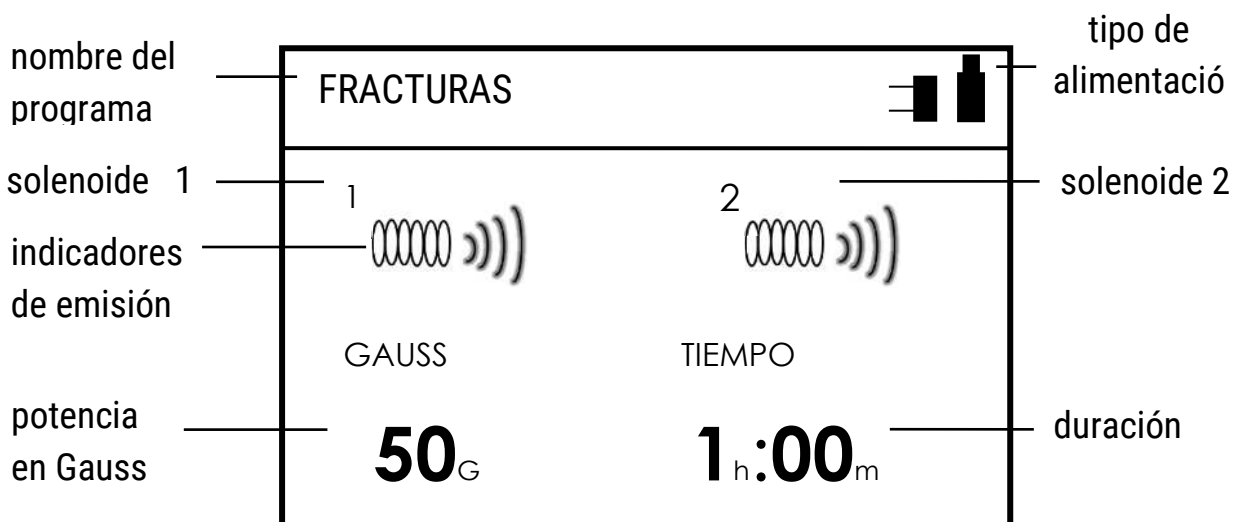 nombre del
programa
FRACTURAS
tipo de
alimentació
solenoide 1
1
2
solenoide 2
indicadores
de emisión
GAUSS
TIEMPO
potencia
en Gauss
50G
1h:00m
duración